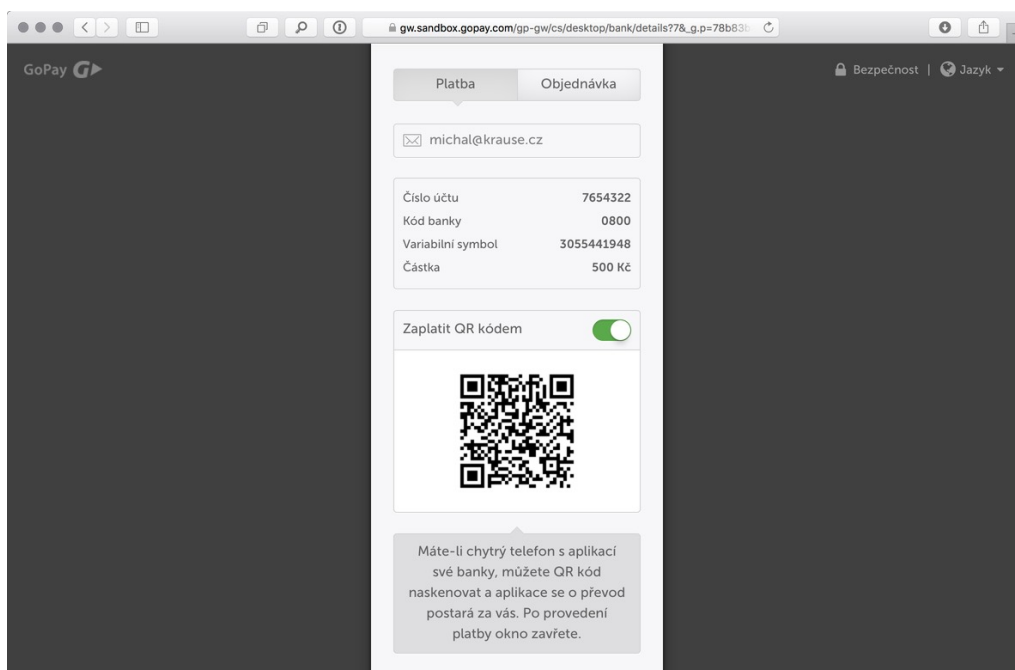 gw.sandbox.gopay.com/gp-gw/cs/desktop/bank/details?7&_g.p=78b83b
GoPay
Bezpečnost | Jazyk
Platba Objednávka
michal@krause.cz
Číslo účtu 7654322
Kód banky 0800
Variabilní symbol 3055441948
Částka 500 Kč
Zaplatit QR kódem
Máte-li chytrý telefon s aplikací
své banky, můžete QR kód
naskenovat a aplikace se o převod
postará za vás. Po provedení
platby okno zavřete.